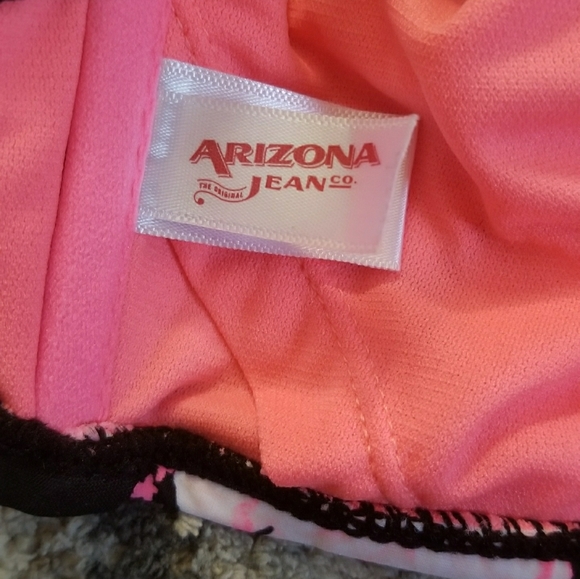 ARIZONA
THE ORIGINAL JEAN CO.